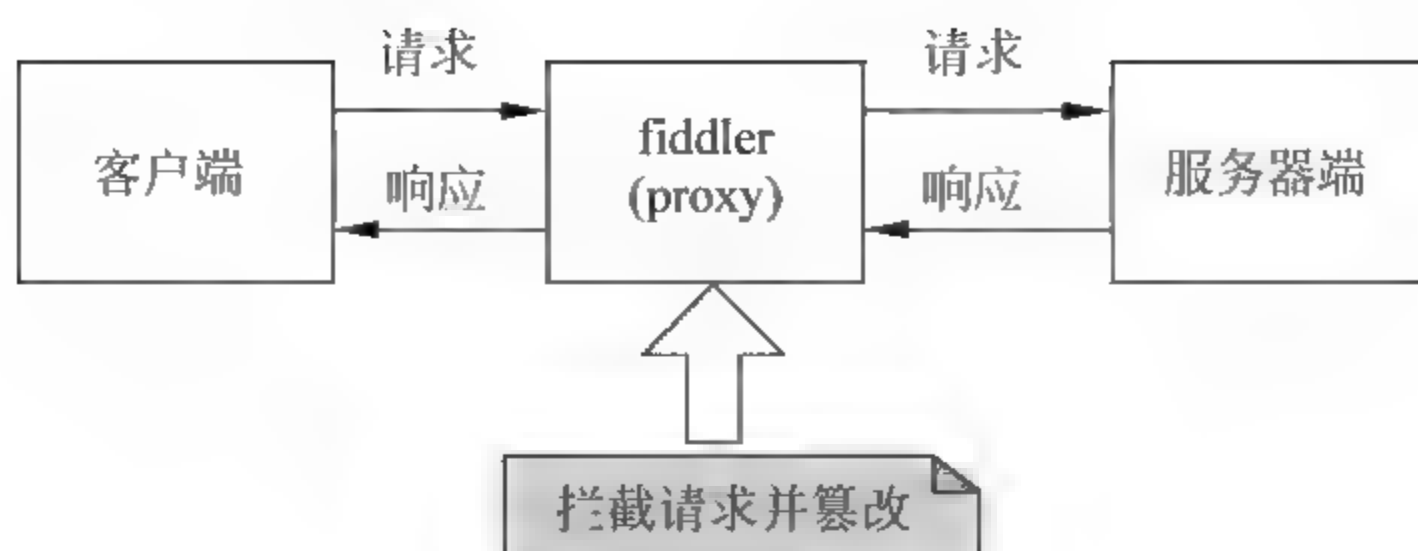 请求
请求
客户端
fiddler
(proxy)
服务器端
响应
响应
拦截请求并篡改